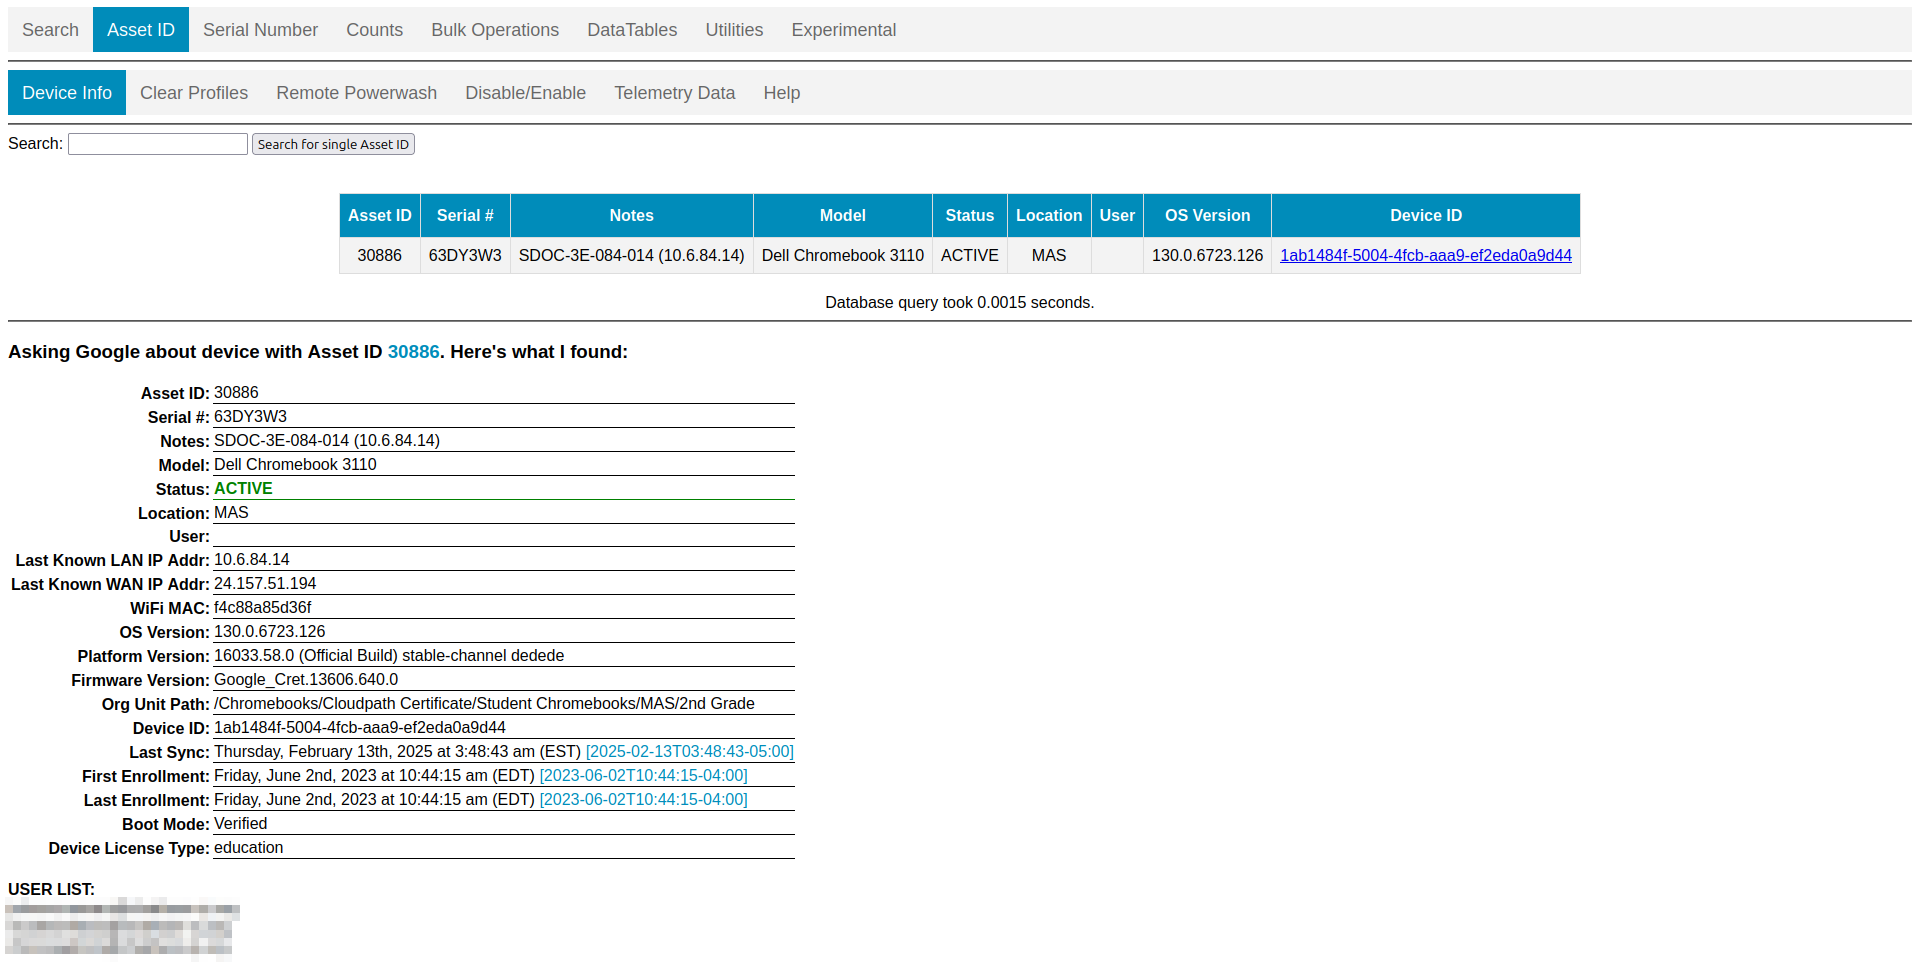 Search Asset ID Serial Number Counts Bulk Operations DataTables Utilities Experimental
Device Info Clear Profiles Remote Powerwash Disable/Enable Telemetry Data Help
Search: Search for single Asset ID
Asset ID Serial # Notes Model Status Location User OS Version Device ID
30886 63DY3W3 SDOC-3E-084-014 (10.6.84.14) Dell Chromebook 3110 ACTIVE MAS 130.0.6723.126 1ab1484f-5004-4fcb-aaa9-ef2eda0a9d44
Database query took 0.0015 seconds.
Asking Google about device with Asset ID 30886. Here's what I found:
Asset ID: 30886
Serial #: 63DY3W3
Notes: SDOC-3E-084-014 (10.6.84.14)
Model: Dell Chromebook 3110
Status: ACTIVE
Location: MAS
User:
Last Known LAN IP Addr: 10.6.84.14
Last Known WAN IP Addr: 24.157.51.194
WiFi MAC: f4c88a85d36f
OS Version: 130.0.6723.126
Platform Version: 16033.58.0 (Official Build) stable-channel dedede
Firmware Version: Google_Cret.13606.640.0
Org Unit Path: /Chromebooks/Cloudpath Certificate/Student Chromebooks/MAS/2nd Grade
Device ID: 1ab1484f-5004-4fcb-aaa9-ef2eda0a9d44
Last Sync: Thursday, February 13th, 2025 at 3:48:43 am (EST) [2025-02-13T03:48:43-05:00]
First Enrollment: Friday, June 2nd, 2023 at 10:44:15 am (EDT) [2023-06-02T10:44:15-04:00]
Last Enrollment: Friday, June 2nd, 2023 at 10:44:15 am (EDT) [2023-06-02T10:44:15-04:00]
Boot Mode: Verified
Device License Type: education
USER LIST: